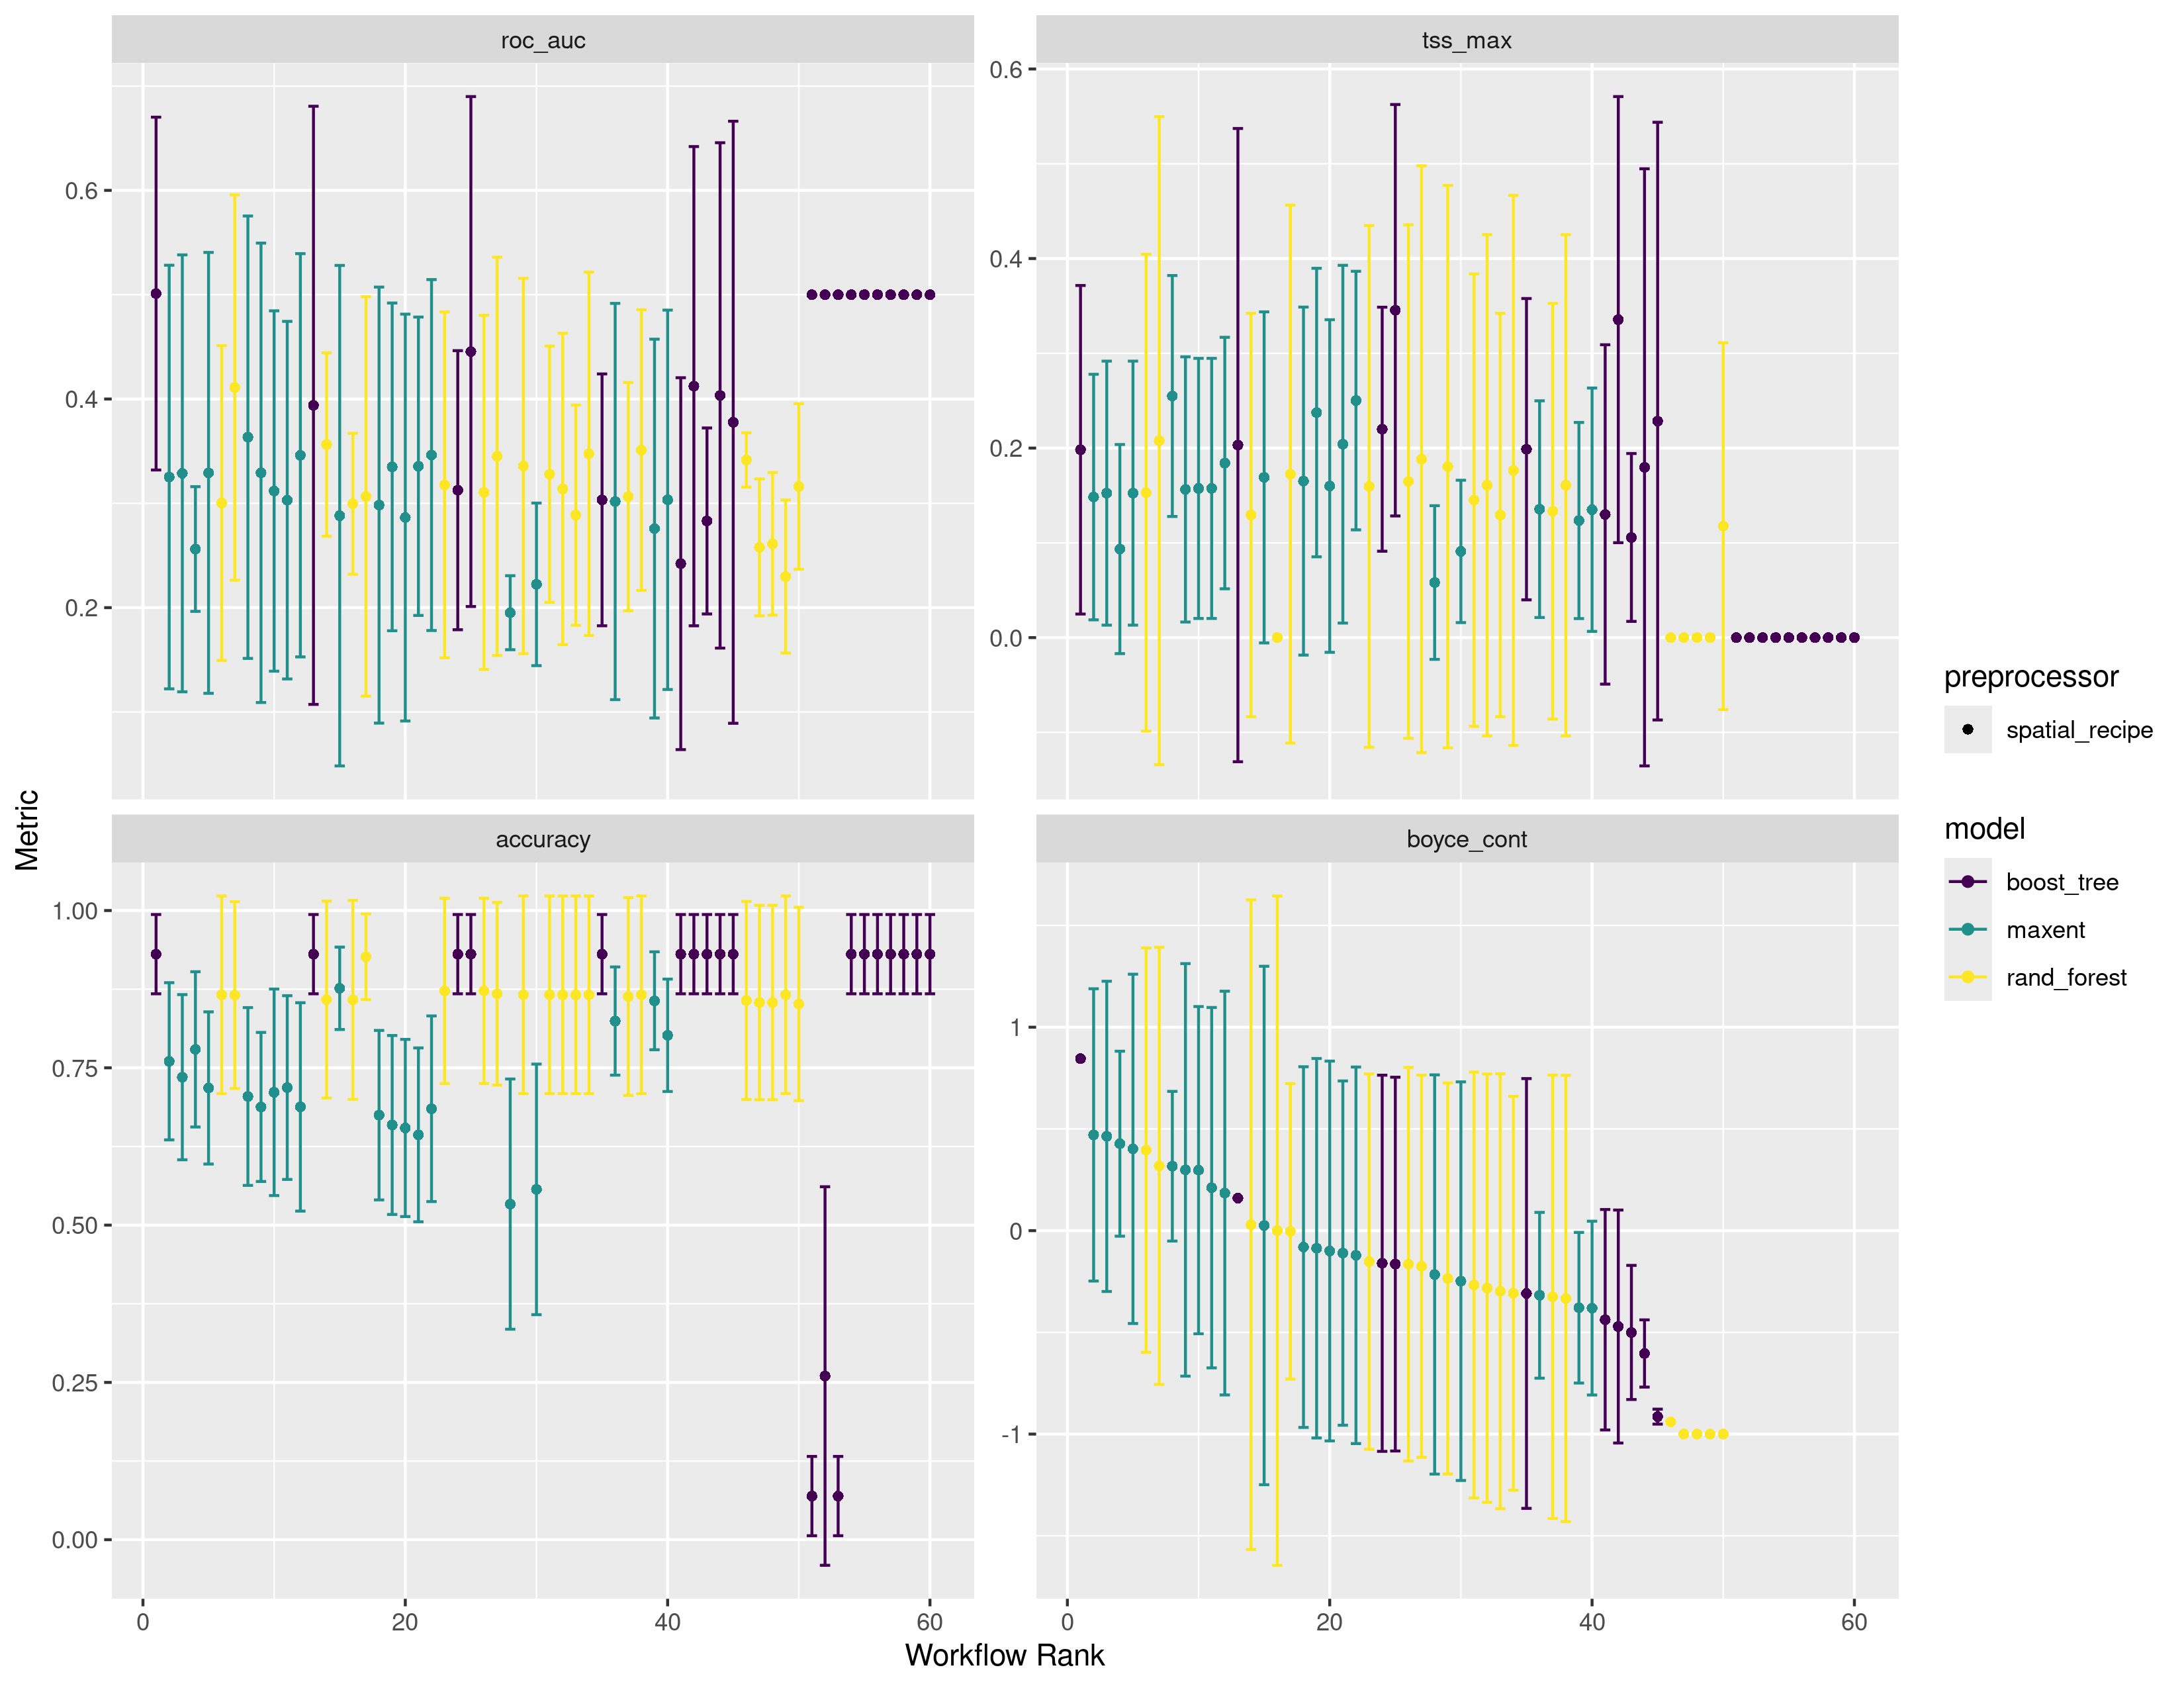 roc_auc
tss_max
0.6
0.4
0.2
0.6
0.4
0.2
0.0
Metric
accuracy
boyce_cont
1.00
0.75
0.50
0.25
0.00
1
0
-1
0 20 40 60
0 20 40 60
Workflow Rank
preprocessor
spatial_recipe
model
boost_tree
maxent
rand_forest